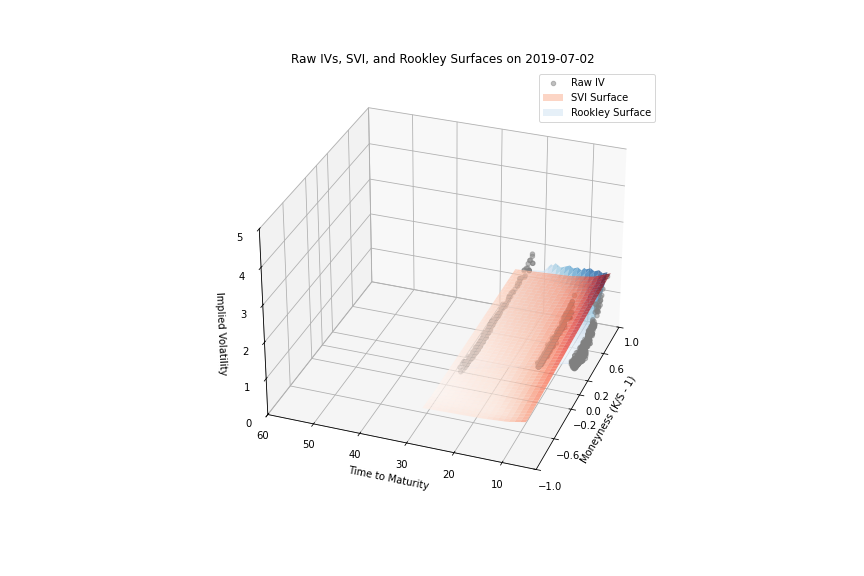 Raw IVs, SVI, and Rookley Surfaces on 2019-07-02
Raw IV
SVI Surface
Rookley Surface
5
4
3
2
1
0
Implied Volatility
60
50
40
30
20
10
Time to Maturity
1.0
0.6
0.2
0.0
−0.2
−0.6
−1.0
Moneyness (K/S - 1)